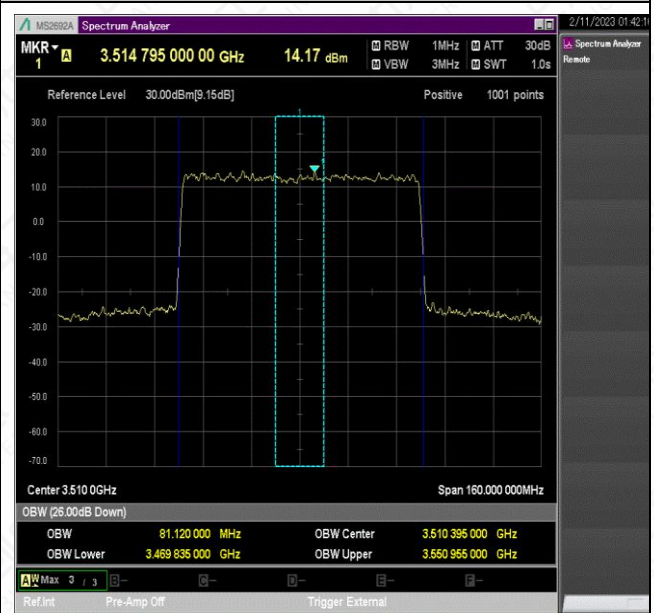 MS2692A Spectrum Analyzer
2/11/2023 01:42:1
MKR A 3.514 795 000 00 GHz 14.17 dBm M RBW 1MHz M ATT 30dB
1 M VBW 3MHz M SWT 1.0s
Spectrum Analyzer
Remote
Reference Level 30.00dBm[9.15dB] Positive 1001 points
30.0
20.0
10.0
0.0
-10.0
-20.0
-30.0
-40.0
-50.0
-60.0
-70.0
1
1
Center 3.510 0GHz Span 160.000 000MHz
OBW (26.00dB Down)
OBW 81.120 000 MHz OBW Center 3.510 395 000 GHz
OBW Lower 3.469 835 000 GHz OBW Upper 3.550 955 000 GHz
A W Max 3 / 3 B- C- D- E- F-
Ref.Int Pre-Amp Off Trigger External